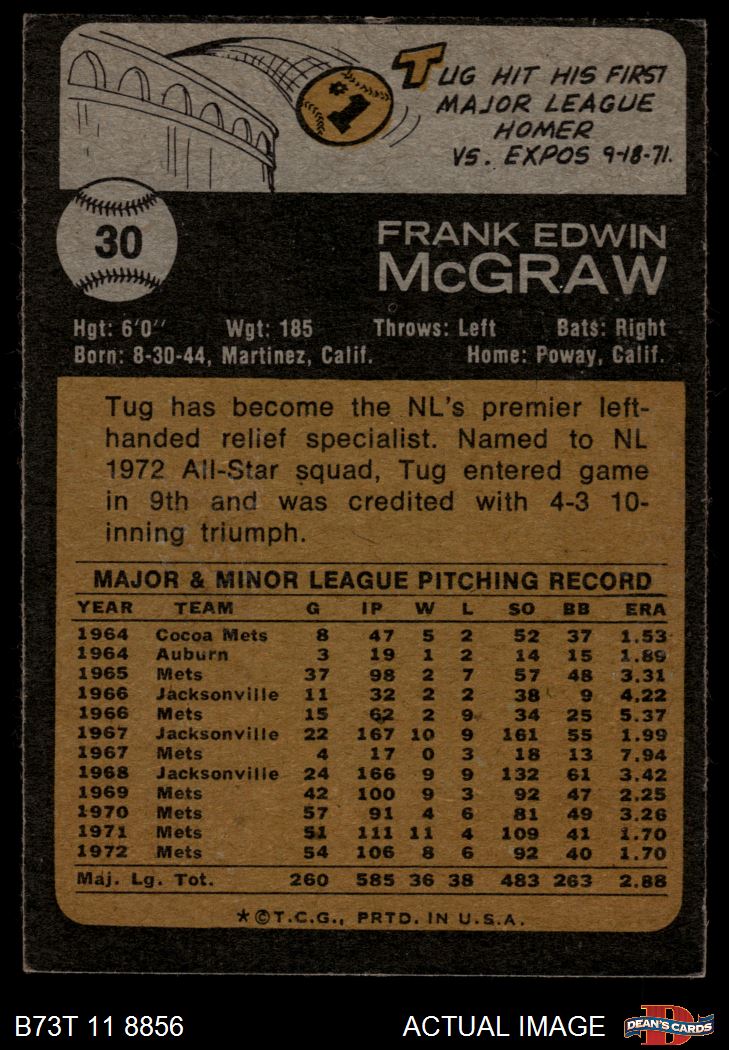 #1
TUG HIT HIS FIRST
MAJOR LEAGUE
HOMER
VS. EXPOS 9-18-71.
30
FRANK EDWIN
McGRAW
Hgt: 6'0" Wgt: 185 Throws: Left Bats: Right
Born: 8-30-44, Martinez, Calif. Home: Poway, Calif.
Tug has become the NL's premier left-
handed relief specialist. Named to NL
1972 All-Star squad, Tug entered game
in 9th and was credited with 4-3 10-
inning triumph.
MAJOR & MINOR LEAGUE PITCHING RECORD
YEAR TEAM G IP W L SO BB ERA
1964 Cocoa Mets 8 47 5 2 52 37 1.53
1964 Auburn 3 19 1 2 14 15 1.89
1965 Mets 37 98 2 7 57 48 3.31
1966 Jacksonville 11 32 2 2 38 9 4.22
1966 Mets 15 62 2 9 34 25 5.37
1967 Jacksonville 22 167 10 9 161 55 1.99
1967 Mets 4 17 0 3 18 13 7.94
1968 Jacksonville 24 166 9 9 132 61 3.42
1969 Mets 42 100 9 3 92 47 2.25
1970 Mets 57 91 4 6 81 49 3.26
1971 Mets 51 111 11 4 109 41 1.70
1972 Mets 54 106 8 6 92 40 1.70
Maj. Lg. Tot. 260 585 36 38 483 263 2.88
*©T.C.G., PRTD. IN U.S.A.
B73T 11 8856 ACTUAL IMAGE
D
DEAN'S CARDS